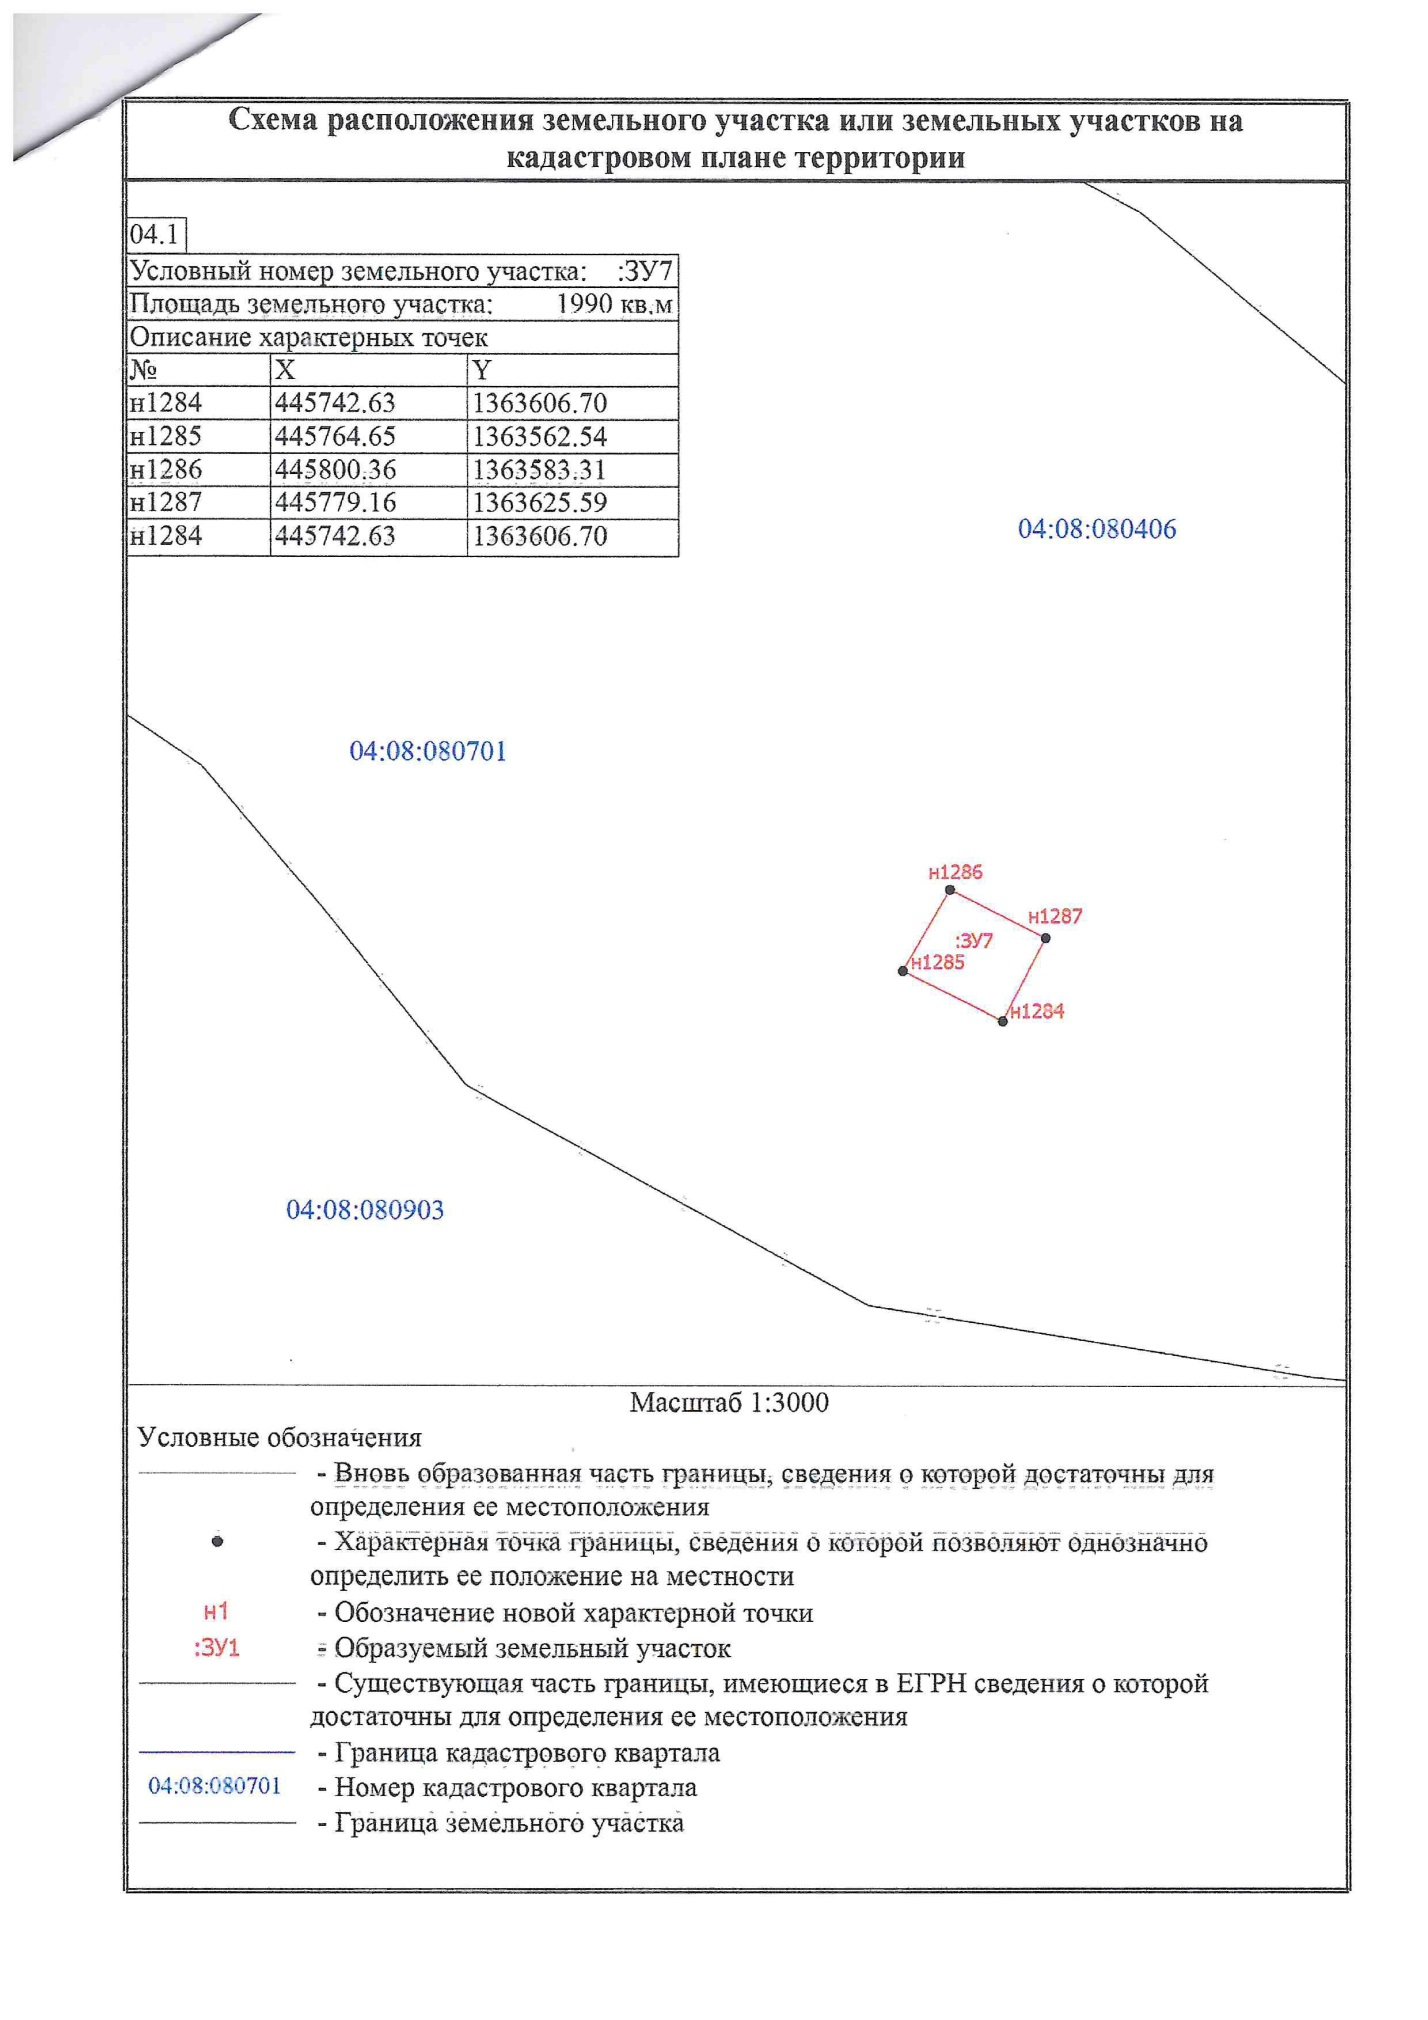 Схема расположения земельного участка или земельных участков на
кадастровом плане территории
04.1
Условный номер земельного участка: :ЗУ7
Площадь земельного участка: 1990 кв.м
Описание характерных точек
№ X Y
н1284 445742.63 1363606.70
н1285 445764.65 1363562.54
н1286 445800.36 1363583.31
н1287 445779.16 1363625.59
н1284 445742.63 1363606.70
04:08:080406
04:08:080701
н1286
н1287
:ЗУ7
н1285
н1284
04:08:080903
Масштаб 1:3000
Условные обозначения
- Вновь образованная часть границы, сведения о которой достаточны для
определения ее местоположения
- Характерная точка границы, сведения о которой позволяют однозначно
определить ее положение на местности
н1 - Обозначение новой характерной точки
:ЗУ1 - Образуемый земельный участок
- Существующая часть границы, имеющиеся в ЕГРН сведения о которой
достаточны для определения ее местоположения
- Граница кадастрового квартала
04:08:080701 - Номер кадастрового квартала
- Граница земельного участка